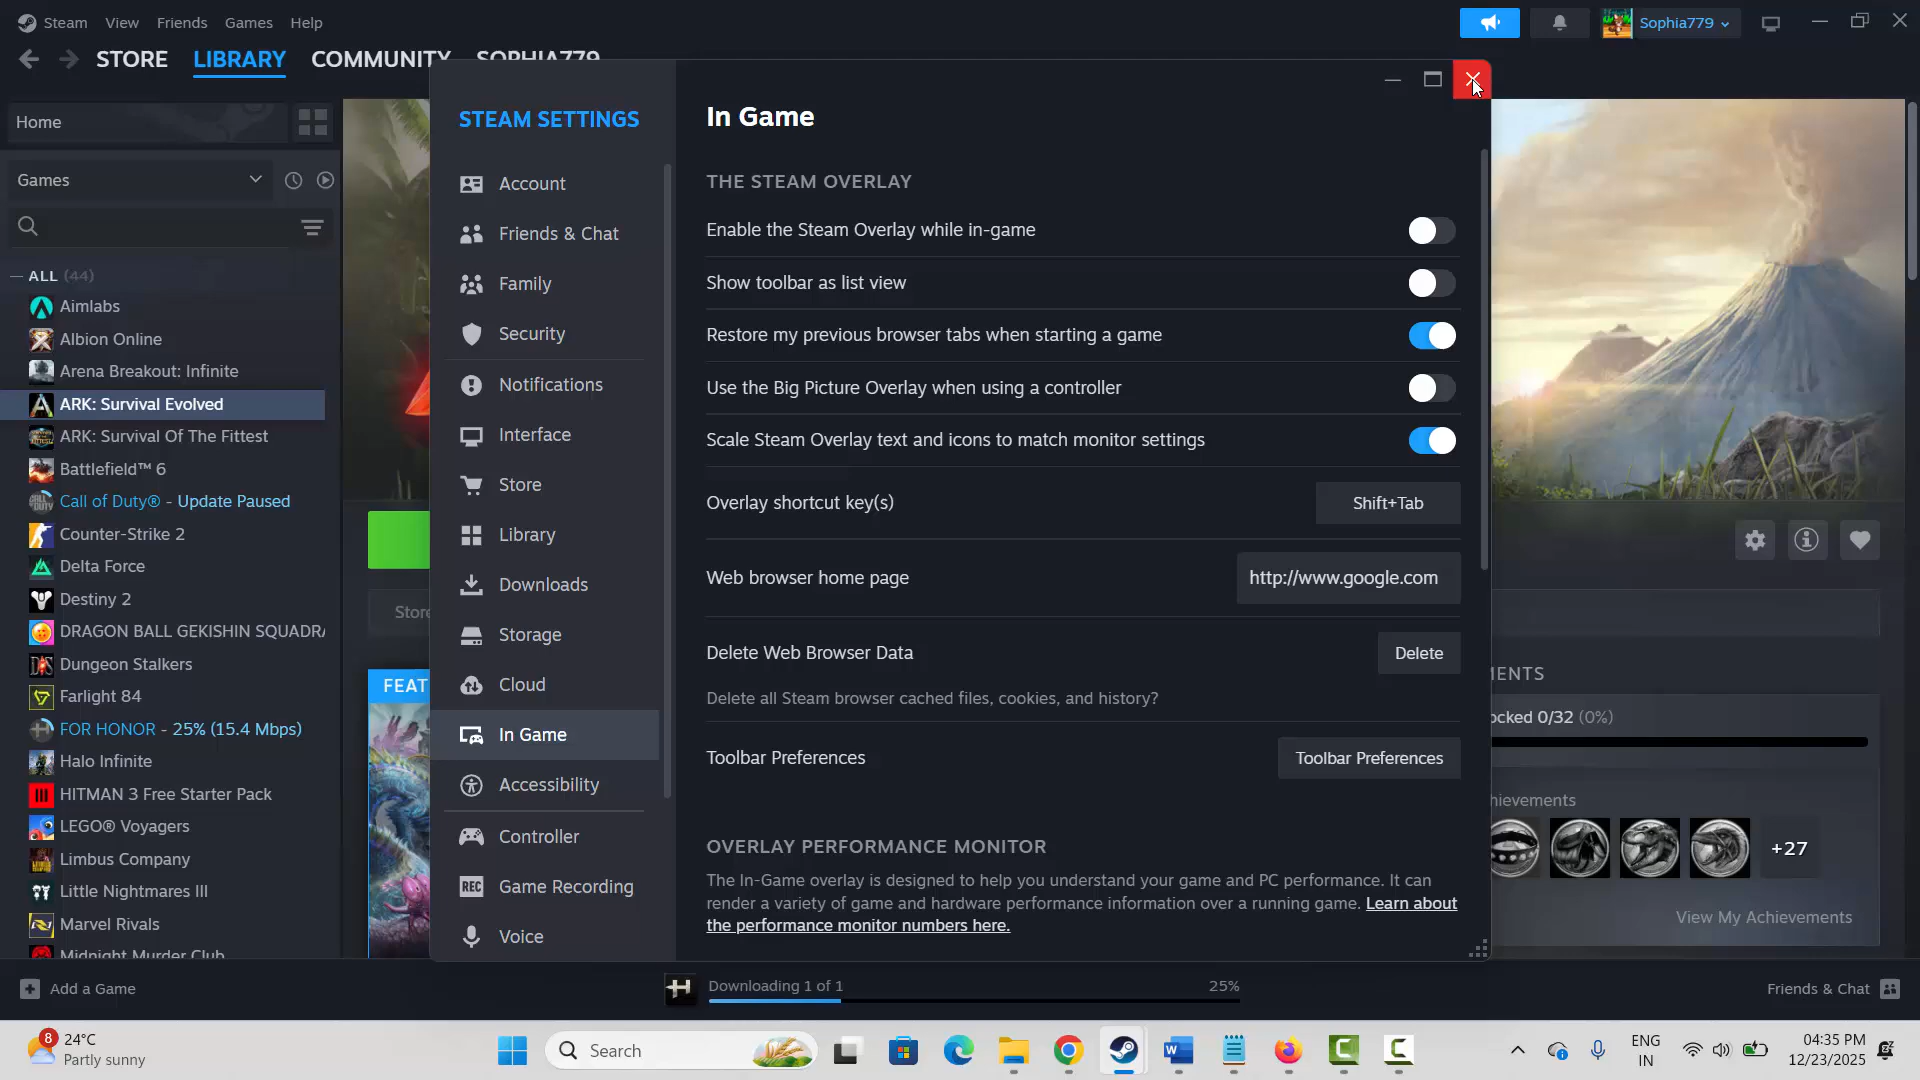 Steam View Friends Games Help
Sophia779
STORE LIBRARY COMMUNITY SOPHIA779
Home
Games
ALL (44)
Aimlabs
Albion Online
Arena Breakout: Infinite
ARK: Survival Evolved
ARK: Survival Of The Fittest
Battlefield™ 6
Call of Duty® - Update Paused
Counter-Strike 2
Delta Force
Destiny 2
DRAGON BALL GEKISHIN SQUADRA
Dungeon Stalkers
Farlight 84
FOR HONOR - 25% (15.4 Mbps)
Halo Infinite
HITMAN 3 Free Starter Pack
LEGO® Voyagers
Limbus Company
Little Nightmares III
Marvel Rivals
Midnight Murder Club
Add a Game
STEAM SETTINGS
Account
Friends & Chat
Family
Security
Notifications
Interface
Store
Library
Downloads
Storage
Cloud
In Game
Accessibility
Controller
REC Game Recording
Voice
In Game
THE STEAM OVERLAY
Enable the Steam Overlay while in-game
Show toolbar as list view
Restore my previous browser tabs when starting a game
Use the Big Picture Overlay when using a controller
Scale Steam Overlay text and icons to match monitor settings
Overlay shortcut key(s) Shift+Tab
Web browser home page http://www.google.com
Delete Web Browser Data Delete
Delete all Steam browser cached files, cookies, and history?
Toolbar Preferences Toolbar Preferences
OVERLAY PERFORMANCE MONITOR
The In-Game overlay is designed to help you understand your game and PC performance. It can
render a variety of game and hardware performance information over a running game. Learn about
the performance monitor numbers here.
Store
FEAT
MENTS
ocked 0/32 (0%)
hievements
+27
View My Achievements
Downloading 1 of 1 25%
Friends & Chat
8
24°C
Partly sunny
Search
ENG
IN
04:35 PM
12/23/2025